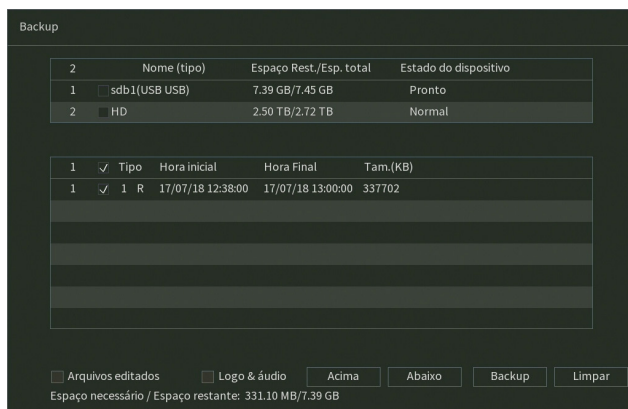 Backup
2 Nome (tipo) Espaço Rest./Esp. total Estado do dispositivo
1 sdb1(USB USB) 7.39 GB/7.45 GB Pronto
2 HD 2.50 TB/2.72 TB Normal
1 Tipo Hora inicial Hora Final Tam.(KB)
1 1 R 17/07/18 12:38:00 17/07/18 13:00:00 337702
Arquivos editados Logo & áudio Acima Abaixo Backup Limpar
Espaço necessário / Espaço restante: 331.10 MB/7.39 GB